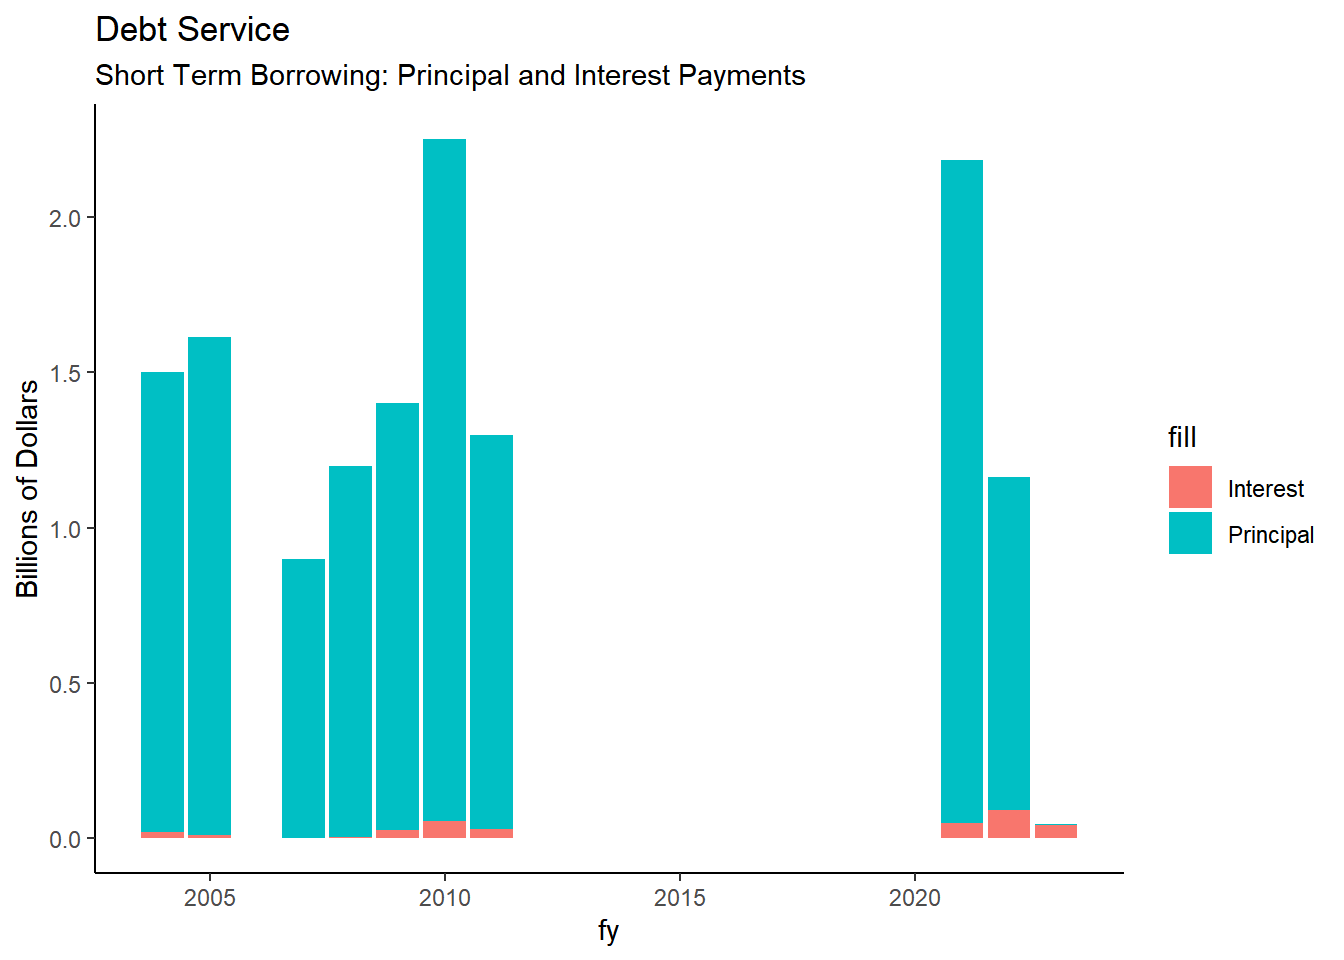 Debt Service
Short Term Borrowing: Principal and Interest Payments
Billions of Dollars
2.0
1.5
1.0
0.5
0.0
2005
2010
2015
2020
fy
fill
Interest
Principal